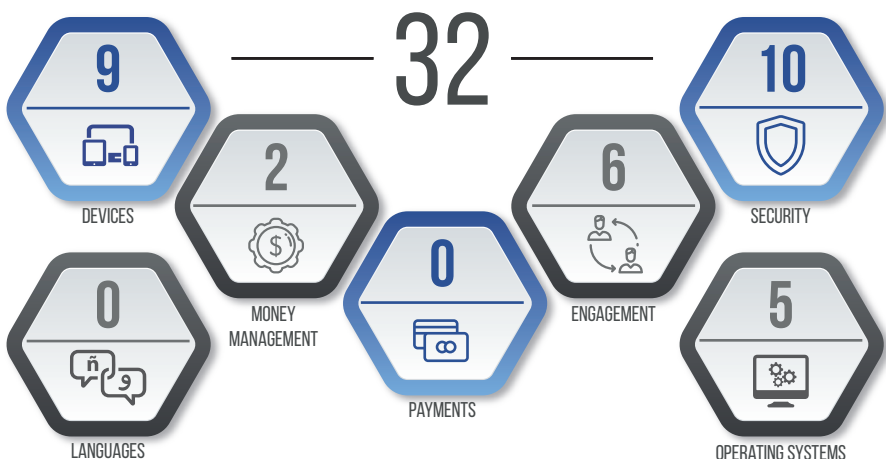 32
9
DEVICES
2
MONEY
MANAGEMENT
0
PAYMENTS
6
ENGAGEMENT
10
SECURITY
0
ñ
و
LANGUAGES
5
OPERATING SYSTEMS
$